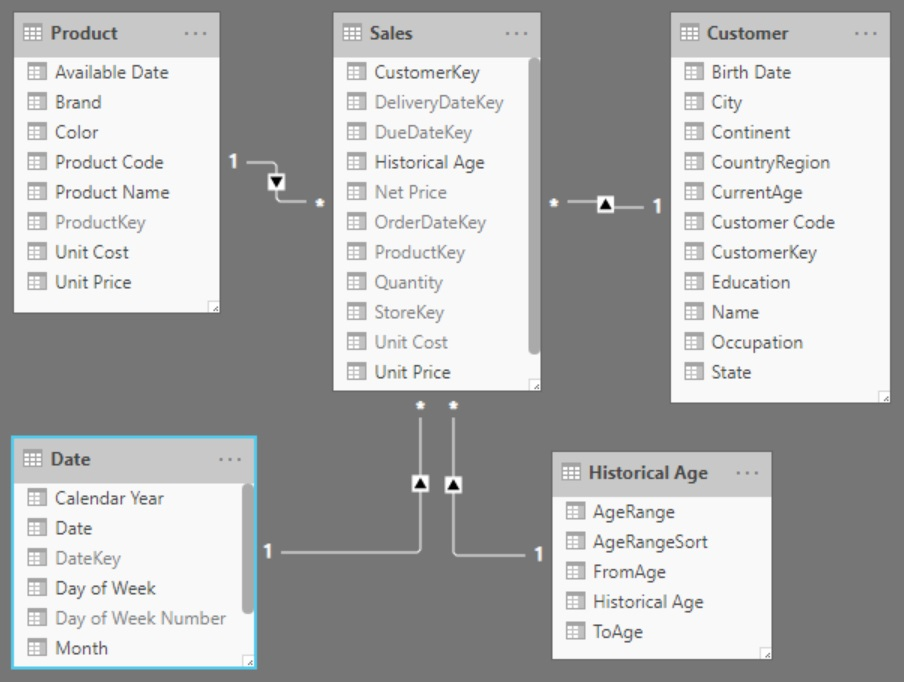 Product
Available Date
Brand
Color
Product Code
Product Name
ProductKey
Unit Cost
Unit Price
1
*
Sales
CustomerKey
DeliveryDateKey
DueDateKey
Historical Age
Net Price
OrderDateKey
ProductKey
Quantity
StoreKey
Unit Cost
Unit Price
*
1
Customer
Birth Date
City
Continent
CountryRegion
CurrentAge
Customer Code
CustomerKey
Education
Name
Occupation
State
* *
Date
Calendar Year
Date
DateKey
Day of Week
Day of Week Number
Month
1
1
Historical Age
AgeRange
AgeRangeSort
FromAge
Historical Age
ToAge